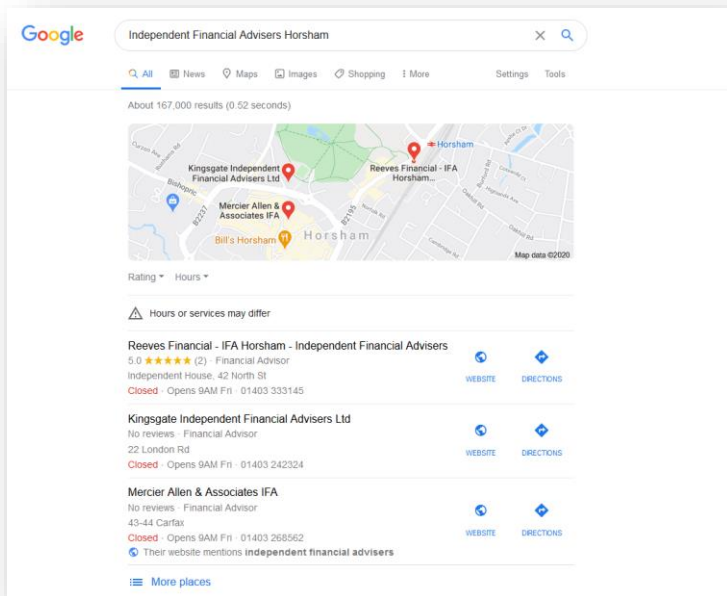 Google
Independent Financial Advisers Horsham
All News Maps Images Shopping More Settings Tools
About 167,000 results (0.52 seconds)
Horsham
Kingsgate Independent
Financial Advisers Ltd
Reeves Financial - IFA
Horsham...
Bishopric
Mercier Allen &
Associates IFA
B2237
B2195
Bill's Horsham
Horsham
Map data ©2020
Rating Hours
Hours or services may differ
Reeves Financial - IFA Horsham - Independent Financial Advisers
5.0 ★★★★★ (2) · Financial Advisor
Independent House, 42 North St
Closed · Opens 9AM Fri · 01403 333145
WEBSITE DIRECTIONS
Kingsgate Independent Financial Advisers Ltd
No reviews · Financial Advisor
22 London Rd
Closed · Opens 9AM Fri · 01403 242324
WEBSITE DIRECTIONS
Mercier Allen & Associates IFA
No reviews · Financial Advisor
43-44 Carfax
Closed · Opens 9AM Fri · 01403 268562
WEBSITE DIRECTIONS
Their website mentions independent financial advisers
More places